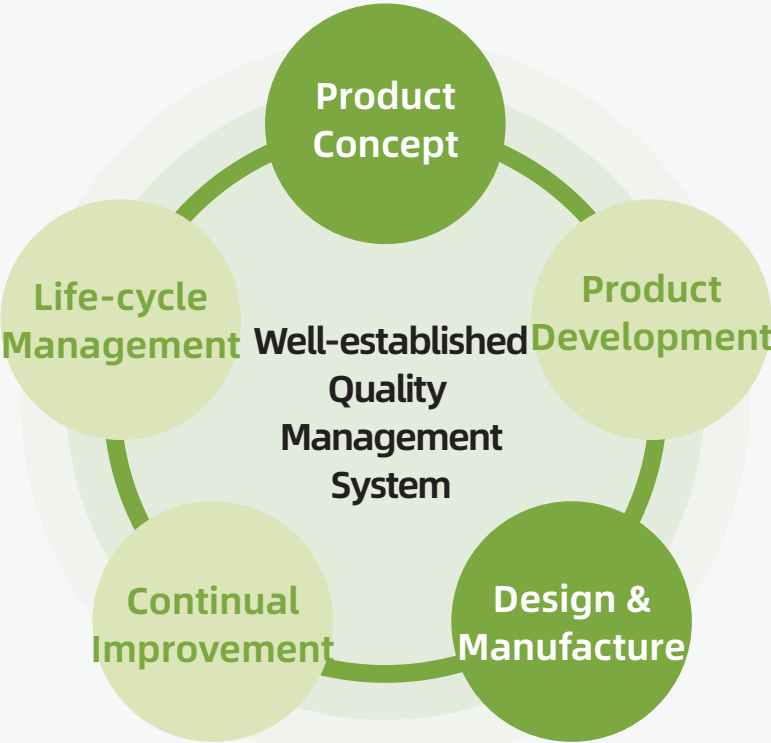 Product
Concept
Product
Development
Design &
Manufacture
Continual
Improvement
Life-cycle
Management
Well-established
Quality
Management
System